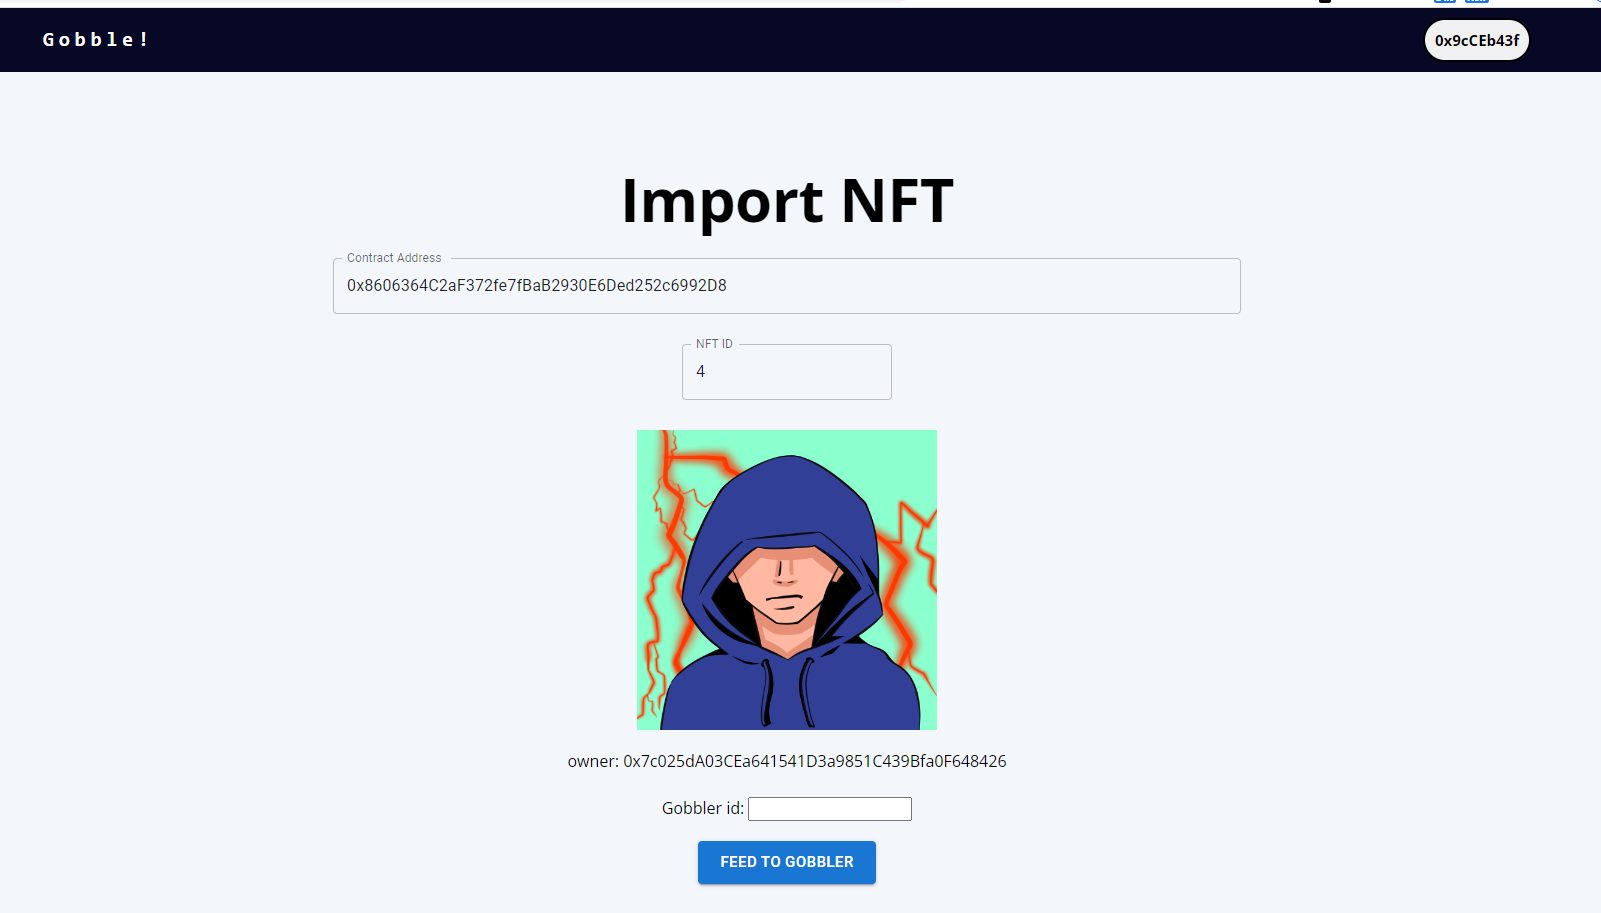 Gobble!
0x9cCEb43f
Import NFT
Contract Address
0x8606364C2aF372fe7fBaB2930E6Ded252c6992D8
NFT ID
4
owner: 0x7c025dA03CEa641541D3a9851C439Bfa0F648426
Gobbler id:
FEED TO GOBBLER